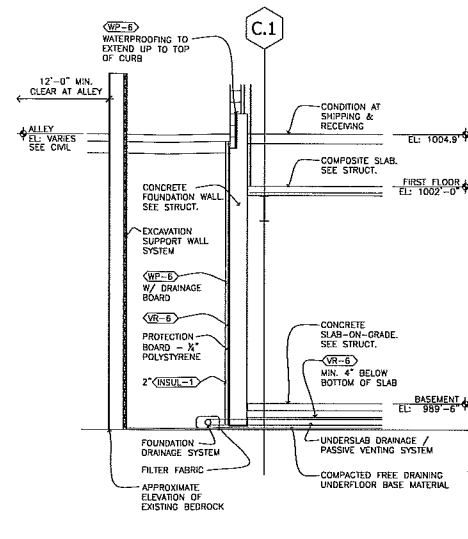 WP-6
WATERPROOFING TO
EXTEND UP TO TOP
OF CURB
C.1
12'-0" MIN.
CLEAR AT ALLEY
CONDITION AT
SHIPPING &
RECEIVING
ALLEY
EL: VARIES
SEE CIVIL
EL: 1004.9'
COMPOSITE SLAB.
SEE STRUCT.
FIRST FLOOR
EL: 1002'-0"
CONCRETE
FOUNDATION WALL.
SEE STRUCT.
EXCAVATION
SUPPORT WALL
SYSTEM
WP-6
W/ DRAINAGE
BOARD
VR-6
PROTECTION
BOARD - ¼"
POLYSTYRENE
2" INSUL-1
CONCRETE
SLAB-ON-GRADE.
SEE STRUCT.
VR-6
MIN. 4" BELOW
BOTTOM OF SLAB
BASEMENT
EL: 989'-6"
FOUNDATION
DRAINAGE SYSTEM
FILTER FABRIC
APPROXIMATE
ELEVATION OF
EXISTING BEDROCK
UNDERSLAB DRAINAGE /
PASSIVE VENTING SYSTEM
COMPACTED FREE DRAINING
UNDERFLOOR BASE MATERIAL